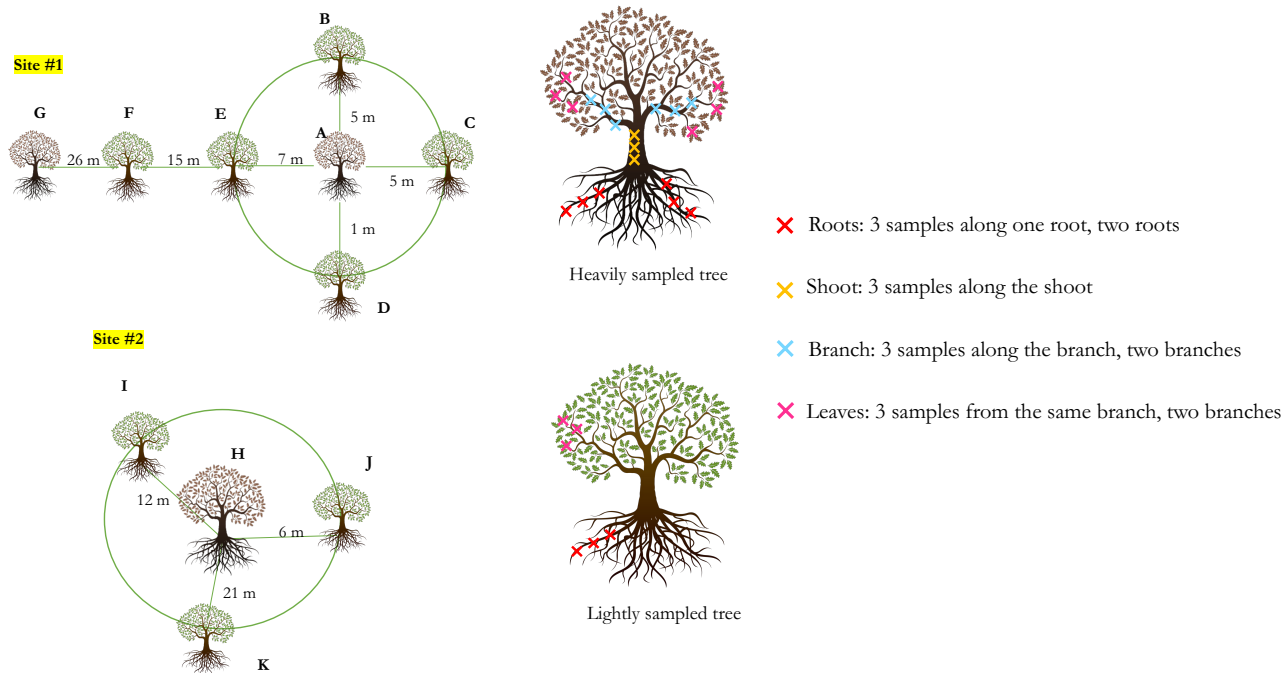 Site #1
B
G
F
E
A
C
5 m
26 m
15 m
7 m
5 m
1 m
D
Heavily sampled tree
Roots: 3 samples along one root, two roots
Shoot: 3 samples along the shoot
Branch: 3 samples along the branch, two branches
Leaves: 3 samples from the same branch, two branches
Site #2
I
H
J
12 m
6 m
21 m
K
Lightly sampled tree